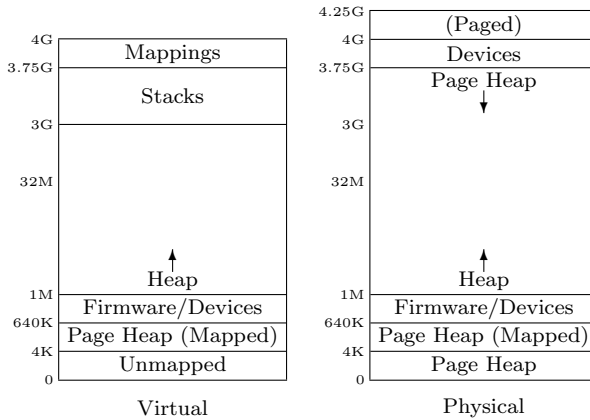 4G
Mappings
3.75G
Stacks
3G
32M
Heap
1M
Firmware/Devices
640K
Page Heap (Mapped)
4K
Unmapped
0
Virtual
4.25G
(Paged)
4G
Devices
3.75G
Page Heap
3G
32M
Heap
1M
Firmware/Devices
640K
Page Heap (Mapped)
4K
Page Heap
0
Physical